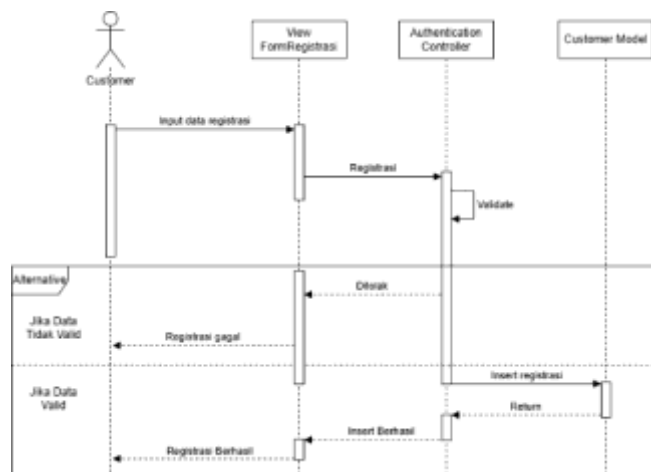 View
FormRegistrasi
Authentication
Controller
Customer Model
Customer
Input data registrasi
Registrasi
Validate
Alternative
Jika Data
Tidak Valid
Ditolak
Registrasi gagal
Jika Data
Valid
Insert registrasi
Return
Insert Berhasil
Registrasi Berhasil